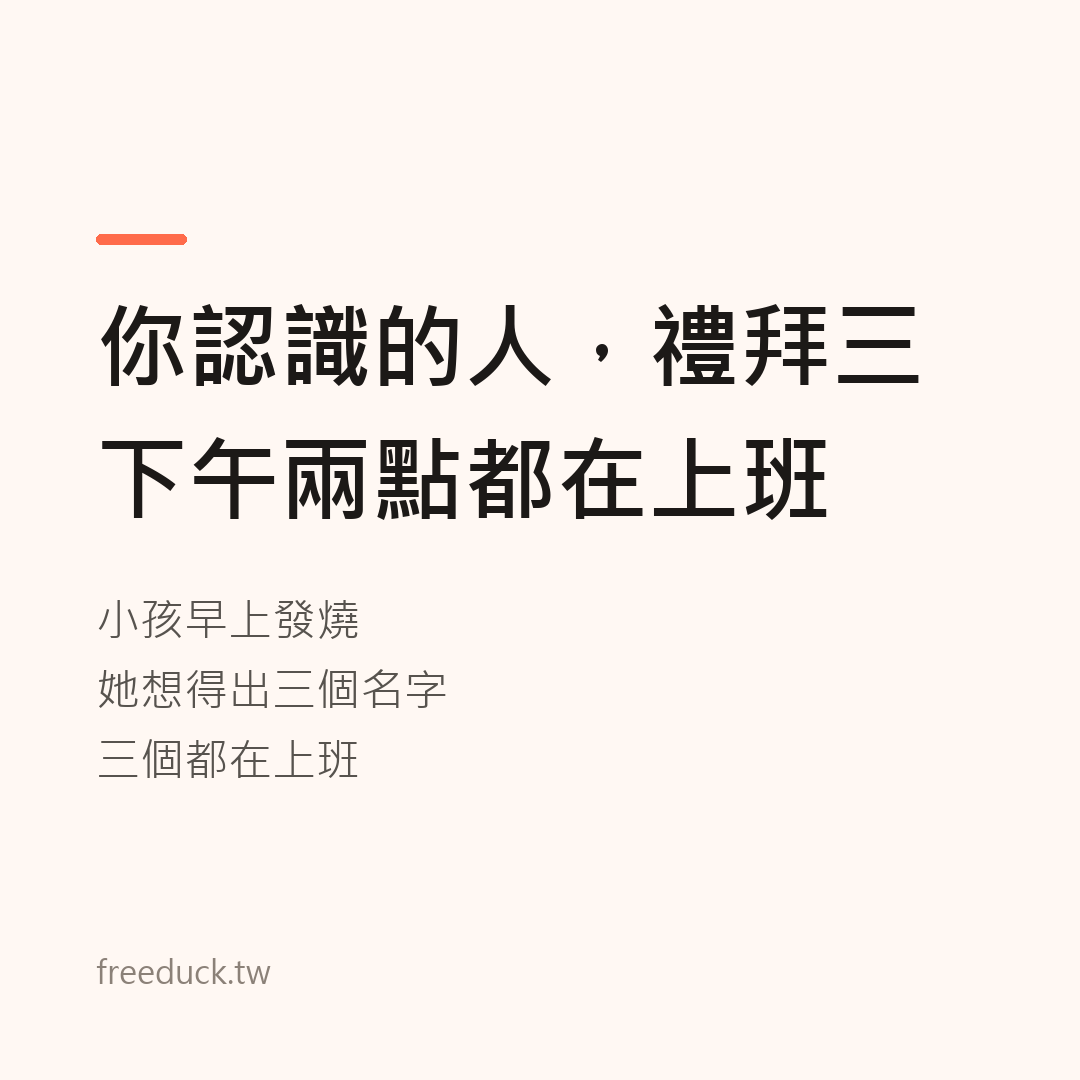 你認識的人，禮拜三
下午兩點都在上班
小孩早上發燒
她想得出三個名字
三個都在上班
freeduck.tw